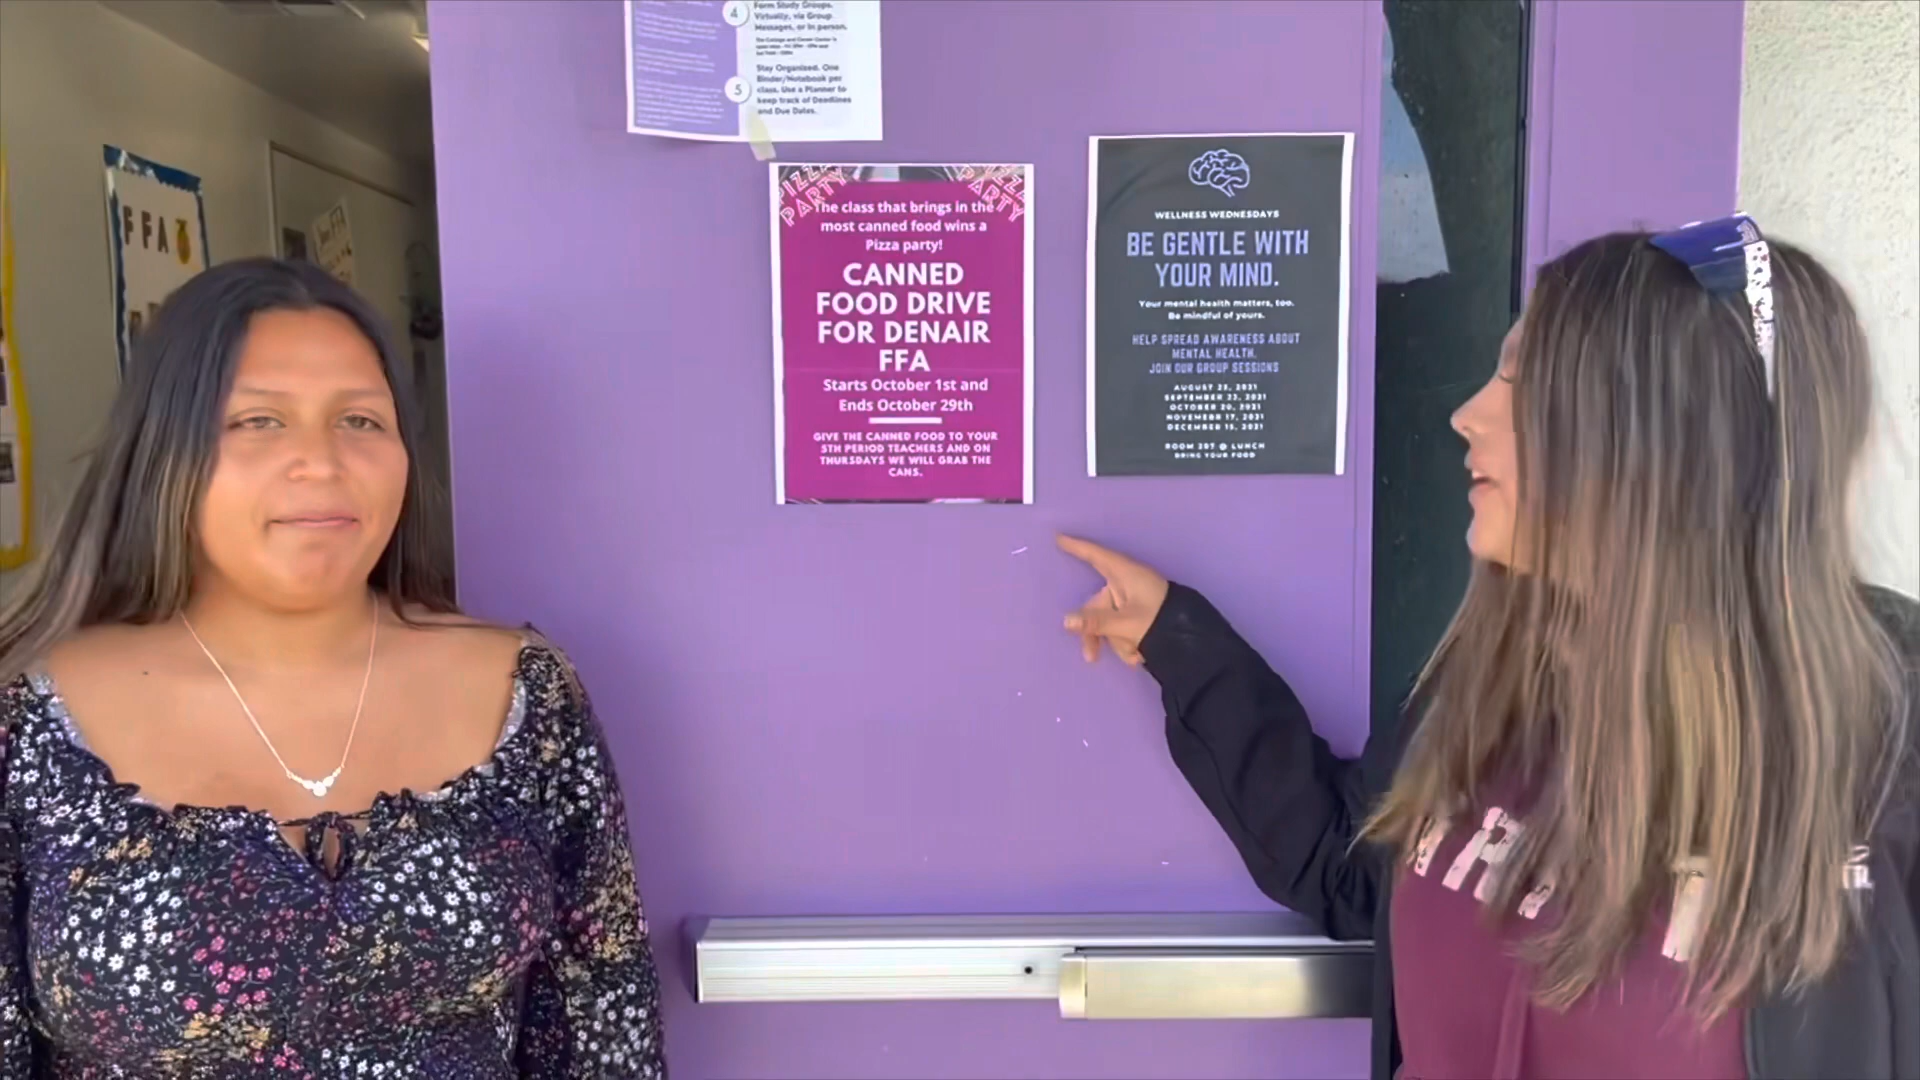 4
Form Study Groups.
Virtually, via Group
Messages, or in person.
5
Stay Organized. One
Binder/Notebook per
class. Use a Planner to
keep track of Deadlines
and Due Dates.
FFA
PIZZA
PARTY
PIZZA
PARTY
The class that brings in the
most canned food wins a
Pizza party!
CANNED
FOOD DRIVE
FOR DENAIR
FFA
Starts October 1st and
Ends October 29th
GIVE THE CANNED FOOD TO YOUR
5TH PERIOD TEACHERS AND ON
THURSDAYS WE WILL GRAB THE
CANS.
WELLNESS WEDNESDAYS
BE GENTLE WITH
YOUR MIND.
Your mental health matters, too.
Be mindful of yours.
HELP SPREAD AWARENESS ABOUT
MENTAL HEALTH.
JOIN OUR GROUP SESSIONS
AUGUST 25, 2021
SEPTEMBER 22, 2021
OCTOBER 20, 2021
NOVEMEBR 17, 2021
DECEMBER 15, 2021
ROOM 207 @ LUNCH
BRING YOUR FOOD